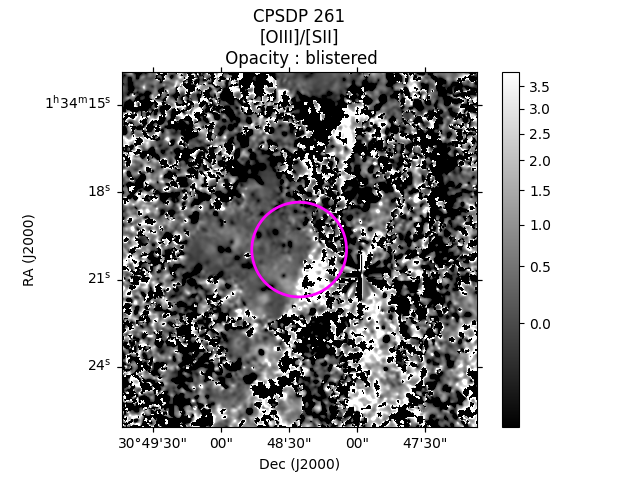 CPSDP 261
[OIII]/[SII]
Opacity : blistered
1ʰ34ᵐ15ˢ
18ˢ
21ˢ
24ˢ
RA (J2000)
30°49'30" 00" 48'30" 00" 47'30"
Dec (J2000)
3.5
3.0
2.5
2.0
1.5
1.0
0.5
0.0